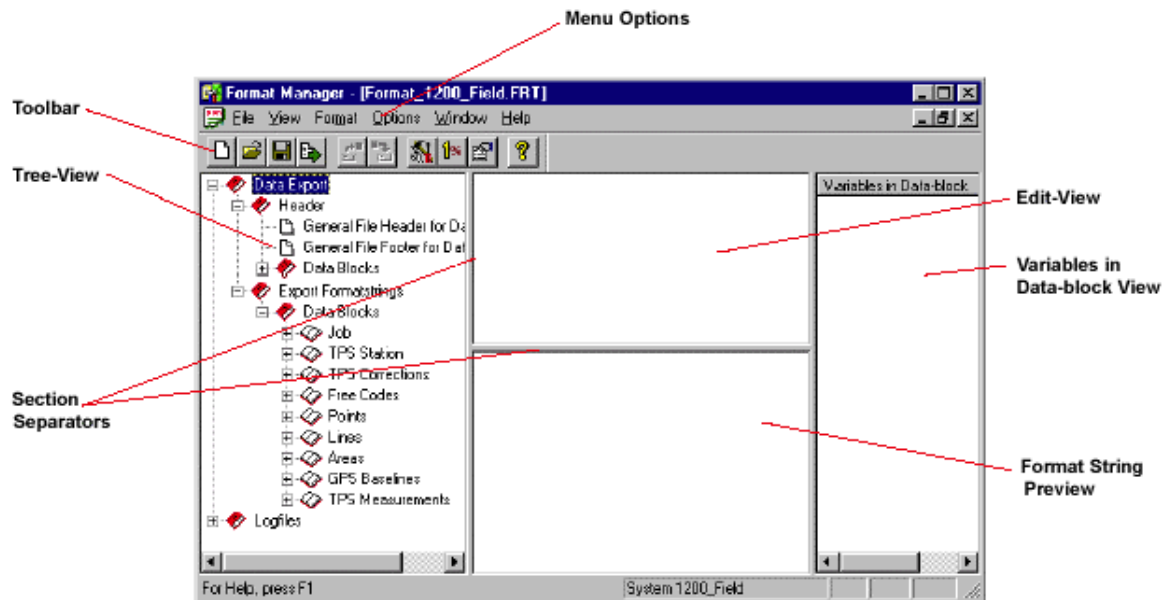 Menu Options
Toolbar
Format Manager - [Format_1200_Field.FRT]
File View Format Options Window Help
Tree-View
Data Export
Header
General File Header for Da
General File Footer for Dat
Data Blocks
Export Formatstrings
Data Blocks
Job
TPS Station
TPS Corrections
Free Codes
Points
Lines
Areas
GPS Baselines
TPS Measurements
Logfiles
Variables in Data-block
Edit-View
Variables in
Data-block View
Section
Separators
Format String
Preview
For Help, press F1
System 1200_Field